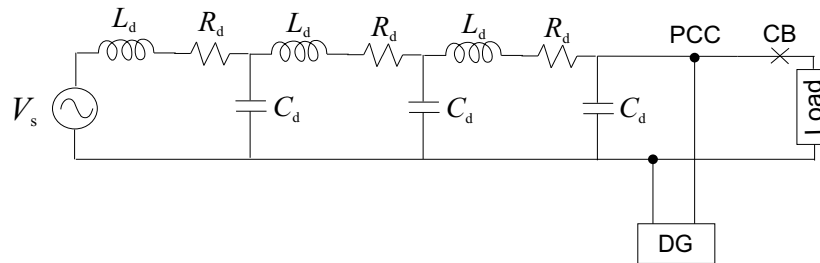 L_d R_d L_d R_d L_d R_d PCC CB
V_s C_d C_d C_d Load
DG